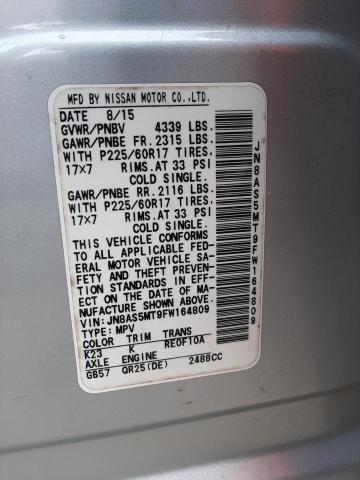 MFD BY NISSAN MOTOR CO.,LTD.
DATE 8/15
GVWR/PNBV 4339 LBS.
GAWR/PNBE FR. 2315 LBS.
WITH P225/60R17 TIRES,
17×7 RIMS.AT 33 PSI
COLD SINGLE.
GAWR/PNBE RR. 2116 LBS.
WITH P225/60R17 TIRES,
17×7 RIMS.AT 33 PSI
COLD SINGLE.
THIS VEHICLE CONFORMS
TO ALL APPLICABLE FED-
ERAL MOTOR VEHICLE SA-
FETY AND THEFT PREVEN-
TION STANDARDS IN EFF-
ECT ON THE DATE OF MA-
NUFACTURE SHOWN ABOVE.
VIN: JN8AS5MT9FW164809
TYPE: MPV
COLOR TRIM TRANS
K23 K RE0F10A
AXLE ENGINE
GB57 QR25(DE) 2488CC
JN8AS5MT9FW164809